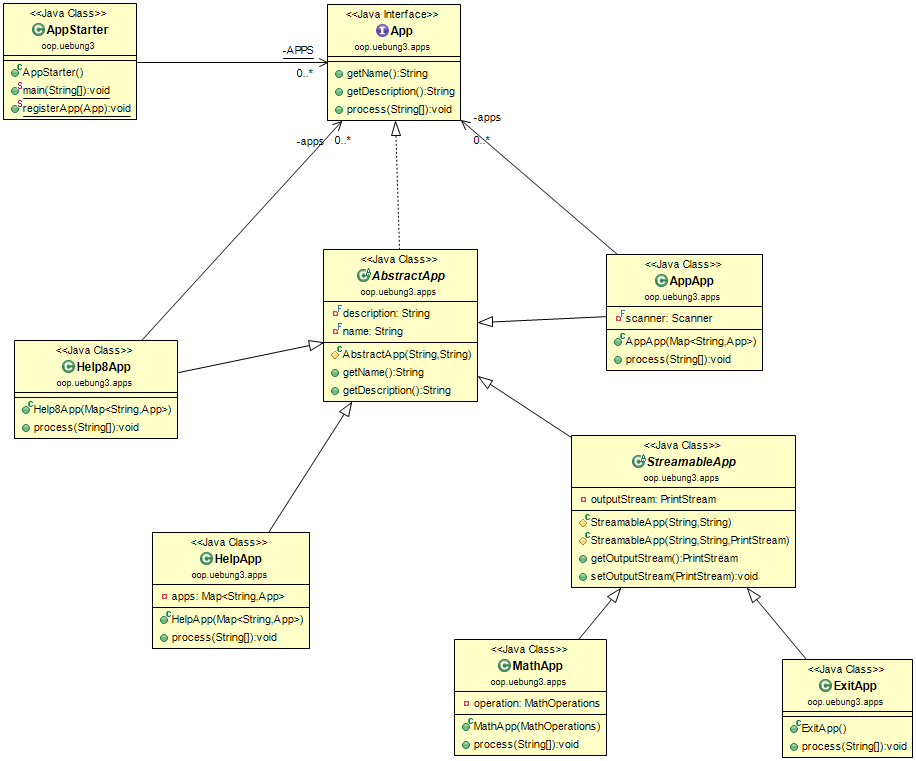 <<Java Class>>
AppStarter
oop.uebung3
AppStarter()
main(String[]):void
registerApp(App):void
-APPS
0..*
<<Java Interface>>
App
oop.uebung3.apps
getName():String
getDescription():String
process(String[]):void
-apps
0..*
-apps
0..*
<<Java Class>>
AbstractApp
oop.uebung3.apps
description: String
name: String
AbstractApp(String,String)
getName():String
getDescription():String
<<Java Class>>
AppApp
oop.uebung3.apps
scanner: Scanner
AppApp(Map<String,App>)
process(String[]):void
<<Java Class>>
Help8App
oop.uebung3.apps
Help8App(Map<String,App>)
process(String[]):void
<<Java Class>>
StreamableApp
oop.uebung3.apps
outputStream: PrintStream
StreamableApp(String,String)
StreamableApp(String,String,PrintStream)
getOutputStream():PrintStream
setOutputStream(PrintStream):void
<<Java Class>>
HelpApp
oop.uebung3.apps
apps: Map<String,App>
HelpApp(Map<String,App>)
process(String[]):void
<<Java Class>>
MathApp
oop.uebung3.apps
operation: MathOperations
MathApp(MathOperations)
process(String[]):void
<<Java Class>>
ExitApp
oop.uebung3.apps
ExitApp()
process(String[]):void